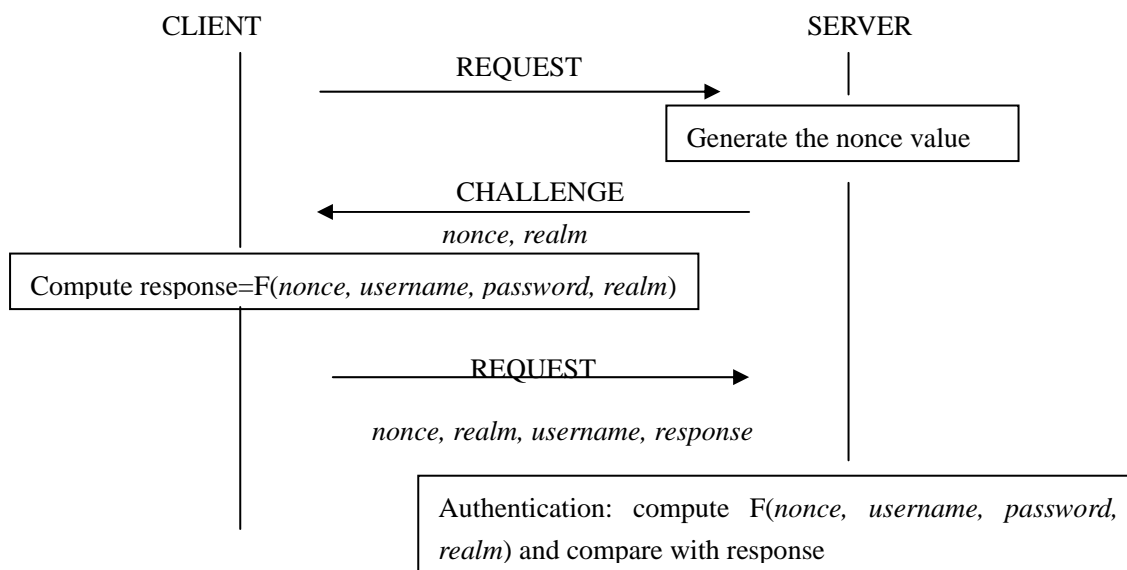 CLIENT
SERVER
REQUEST
Generate the nonce value
CHALLENGE
nonce, realm
Compute response=F(nonce, username, password, realm)
REQUEST
nonce, realm, username, response
Authentication: compute F(nonce, username, password,
realm) and compare with response